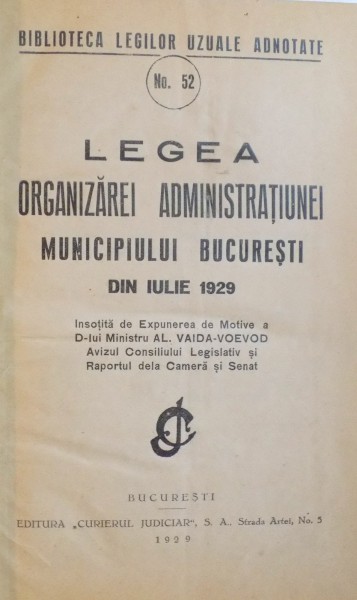 BIBLIOTECA LEGILOR UZUALE ADNOTATE
No. 52
LEGEA
ORGANIZĂREI ADMINISTRAȚIUNEI
MUNICIPIULUI BUCUREȘTI
DIN IULIE 1929
Insoțită de Expunerea de Motive a
D-lui Ministru AL. VAIDA-VOEVOD
Avizul Consiliului Legislativ și
Raportul dela Cameră și Senat
CJ
BUCUREȘTI
EDITURA „CURIERUL JUDICIAR", S. A., Strada Artei, No. 5
1929